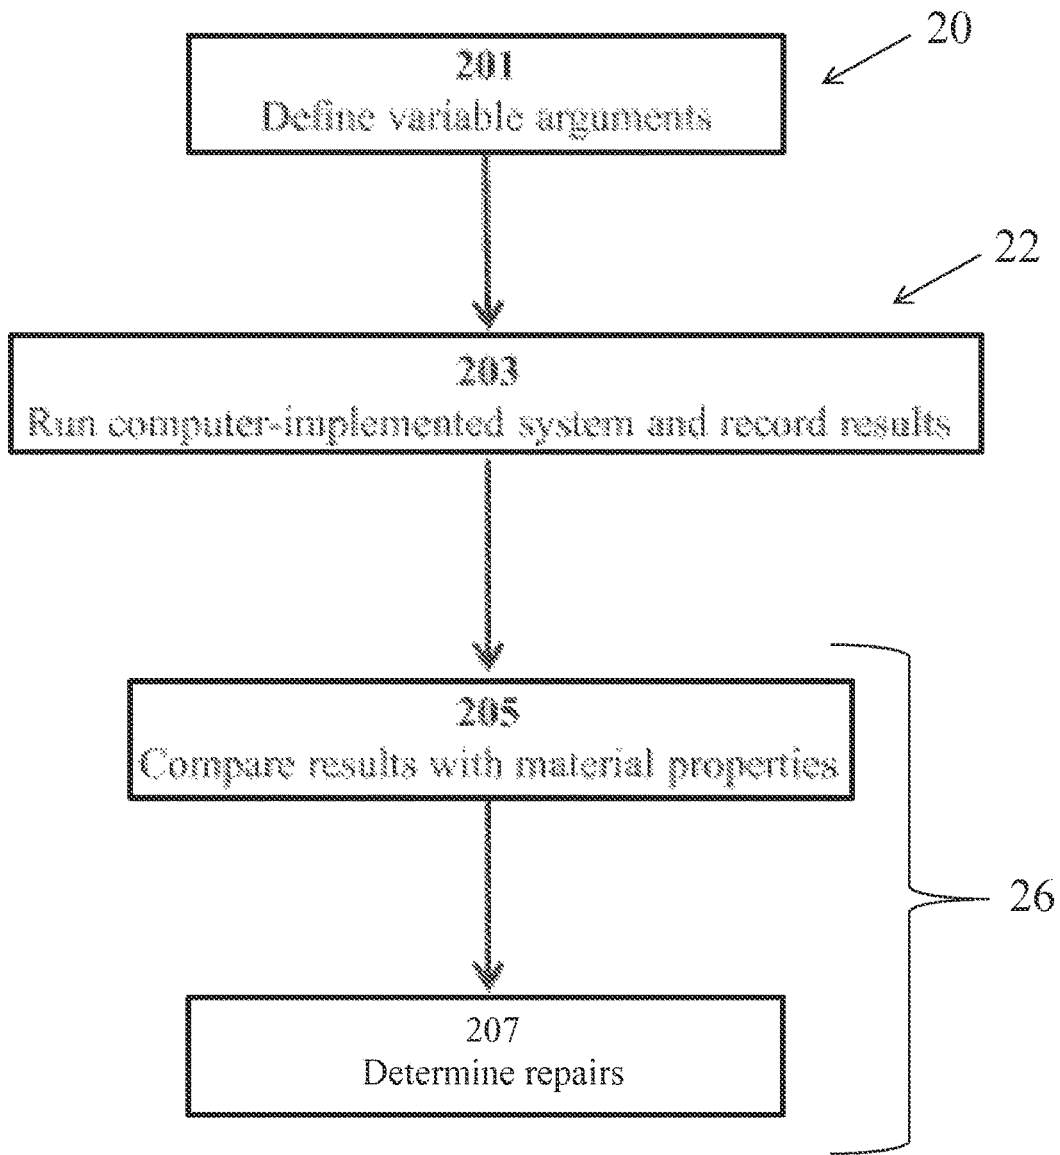 20
201
Define variable arguments
22
203
Run computer-implemented system and record results
205
Compare results with material properties
26
207
Determine repairs